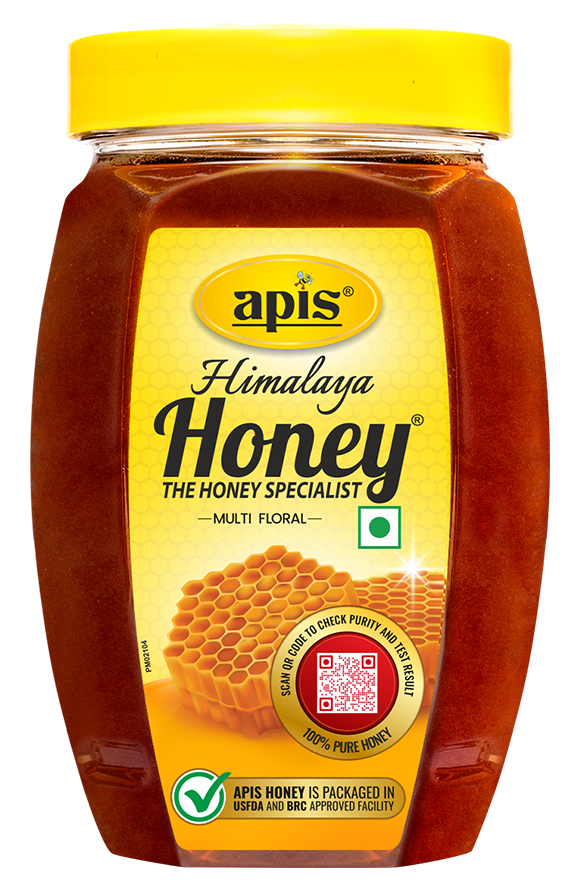 apis®
Himalaya
Honey®
THE HONEY SPECIALIST
MULTI FLORAL
PM02104
SCAN QR CODE TO CHECK PURITY AND TEST RESULT
100% PURE HONEY
APIS HONEY IS PACKAGED IN
USFDA AND BRC APPROVED FACILITY